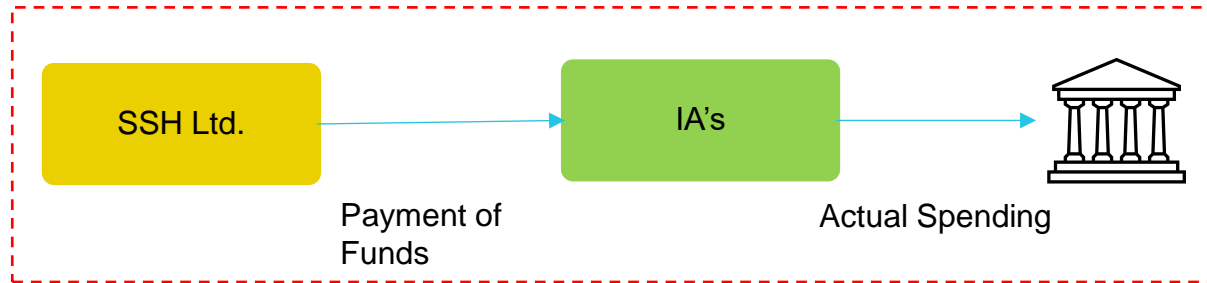 SSH Ltd.
IA's
Payment of
Funds
Actual Spending